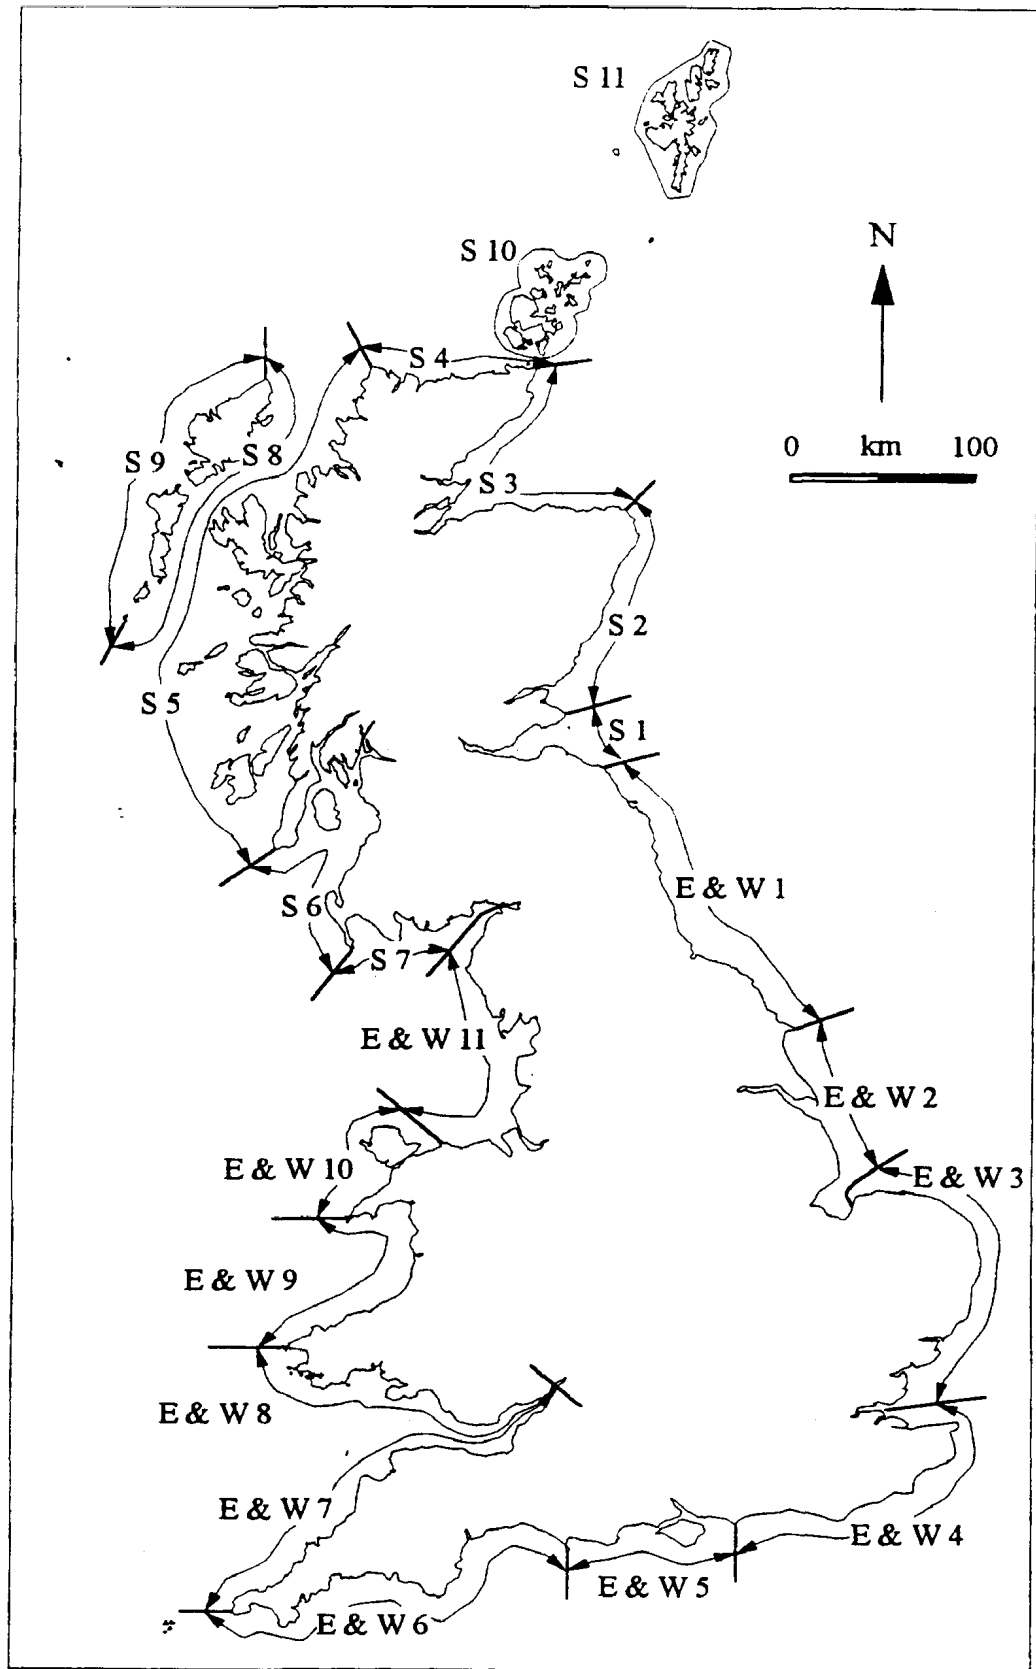 S 11
N
S 10
S 4
0 km 100
S 9
S 8
S 3
S 2
S 5
S 1
E & W 1
S 6
S 7
E & W 11
E & W 2
E & W 10
E & W 3
E & W 9
E & W 8
E & W 7
E & W 4
E & W 5
E & W 6